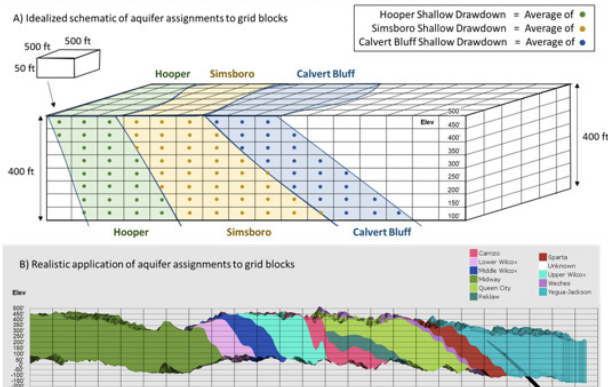 A) Idealized schematic of aquifer assignments to grid blocks
Hooper Shallow Drawdown = Average of
Simsboro Shallow Drawdown = Average of
Calvert Bluff Shallow Drawdown = Average of
500 ft
500 ft
50 ft
Hooper Simsboro Calvert Bluff
Elev
500'
450'
400'
350'
300'
250'
200'
150'
100'
400 ft
400 ft
Hooper Simsboro Calvert Bluff
B) Realistic application of aquifer assignments to grid blocks
Carrizo
Lower Wilcox
Middle Wilcox
Midway
Queen City
Reklaw
Sparta
Unknown
Upper Wilcox
Weches
Yegua-Jackson
Elev